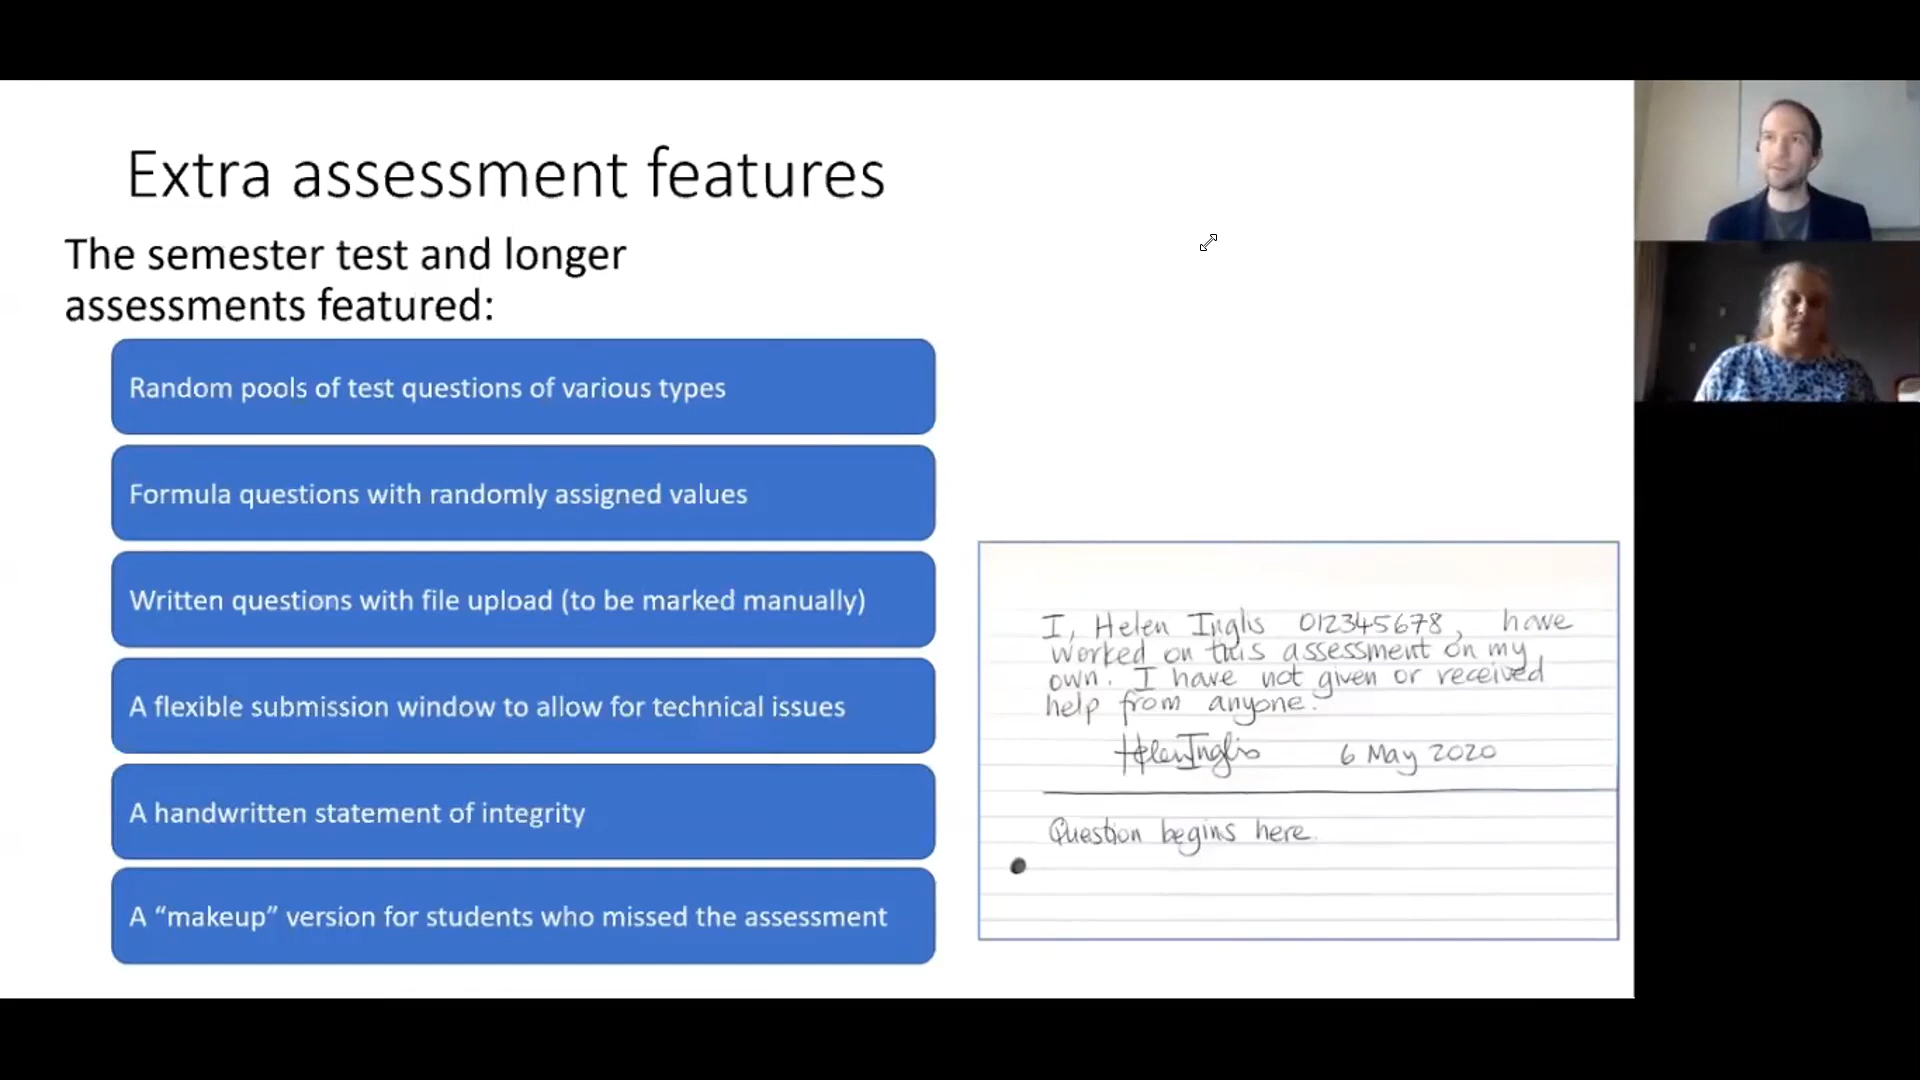 Extra assessment features
The semester test and longer
assessments featured:
Random pools of test questions of various types
Formula questions with randomly assigned values
Written questions with file upload (to be marked manually)
A flexible submission window to allow for technical issues
A handwritten statement of integrity
A “makeup” version for students who missed the assessment
I, Helen Inglis 012345678, have
worked on this assessment on my
own. I have not given or received
help from anyone.
HelenInglis 6 May 2020
Question begins here.